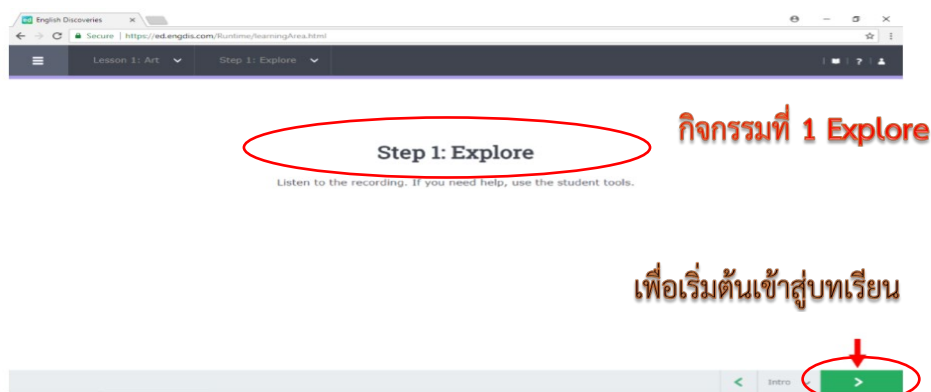 English Discoveries
Secure | https://ed.engdis.com/Runtime/learningArea.html
Lesson 1: Art Step 1: Explore
?
กิจกรรมที่ 1 Explore
Step 1: Explore
Listen to the recording. If you need help, use the student tools.
เพื่อเริ่มต้นเข้าสู่บทเรียน
Intro